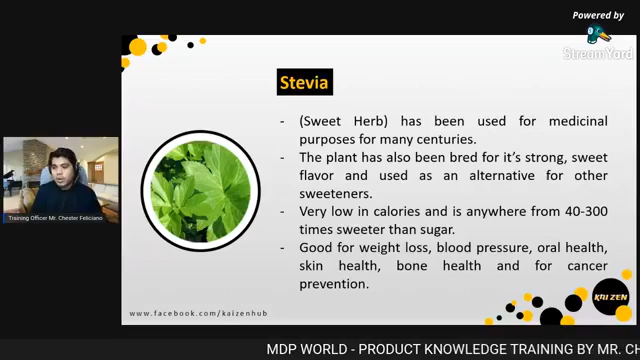 Powered by
StreamYard
Stevia
- (Sweet Herb) has been used for medicinal
purposes for many centuries.
- The plant has also been bred for it's strong, sweet
flavor and used as an alternative for other
sweeteners.
- Very low in calories and is anywhere from 40-300
times sweeter than sugar.
- Good for weight loss, blood pressure, oral health,
skin health, bone health and for cancer
prevention.
Training Officer Mr. Chester Feliciano
www.facebook.com/kaizenhub
KAIZEN
MDP WORLD - PRODUCT KNOWLEDGE TRAINING BY MR. CH